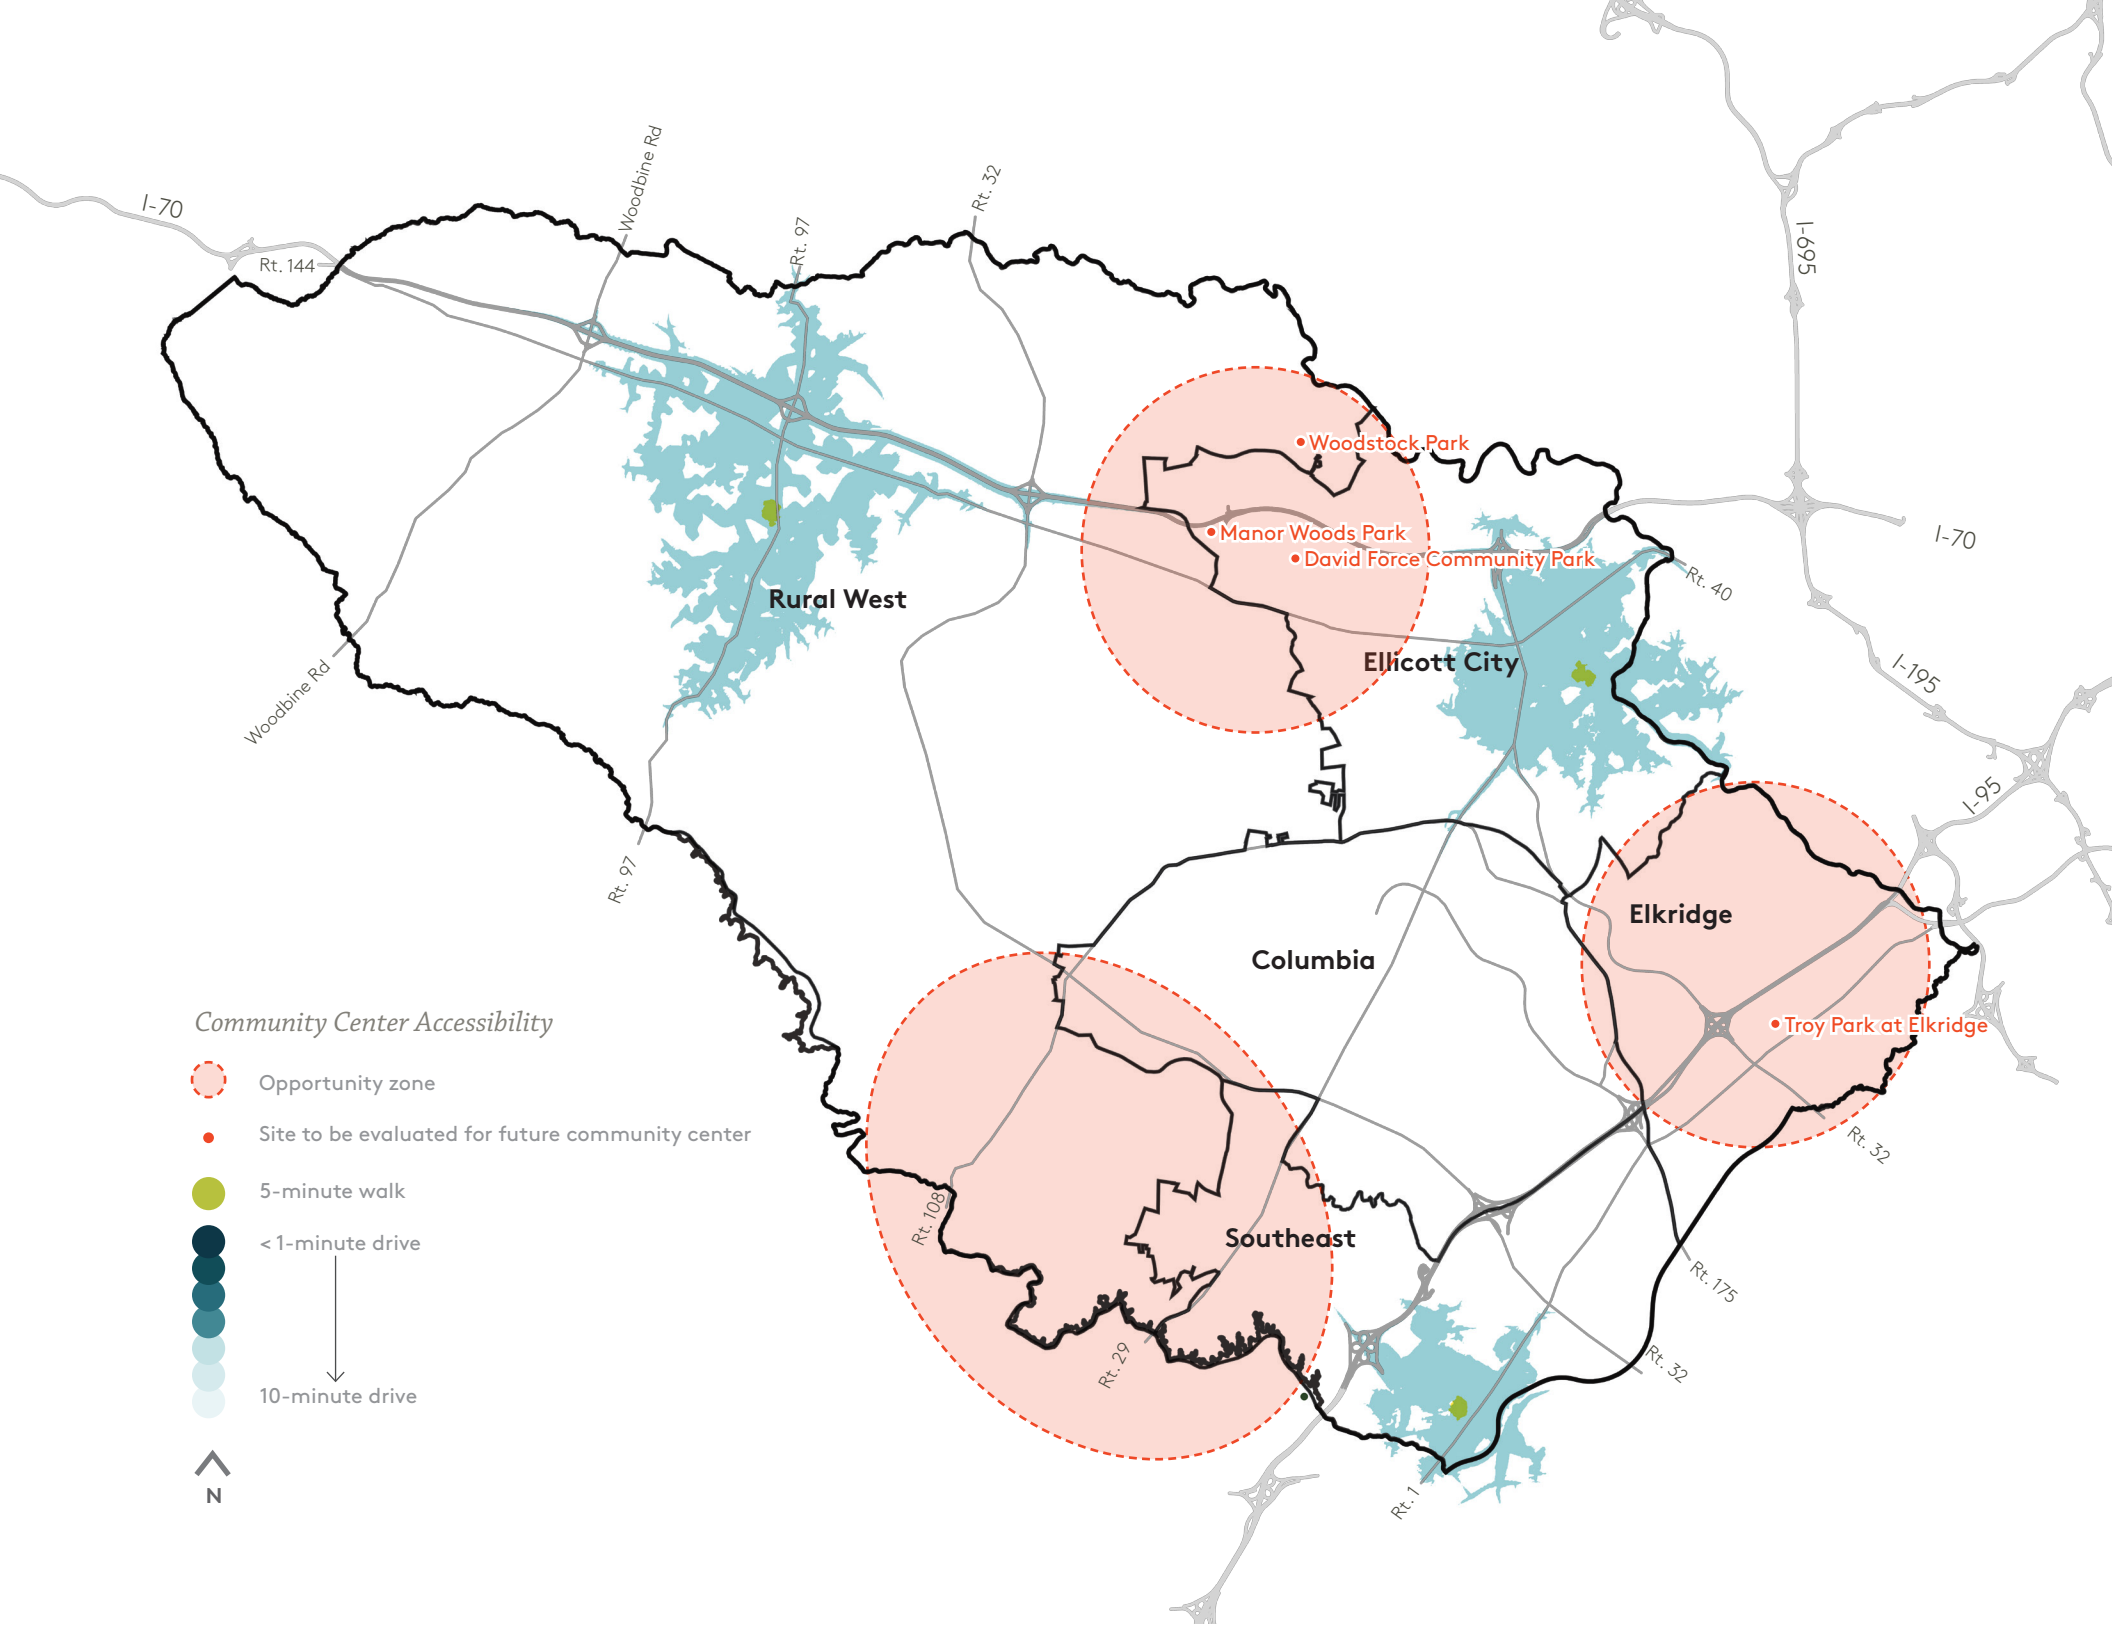 I-70
Rt. 144
Woodbine Rd
Rt. 97
Rt. 32
I-695
Woodstock Park
Manor Woods Park
David Force Community Park
I-70
Rt. 40
Rural West
Ellicott City
I-195
Woodbine Rd
I-95
Rt. 97
Elkridge
Columbia
Troy Park at Elkridge
Rt. 32
Rt. 108
Southeast
Rt. 175
Rt. 29
Rt. 32
Rt. 1
Community Center Accessibility
Opportunity zone
Site to be evaluated for future community center
5-minute walk
< 1-minute drive
10-minute drive
N